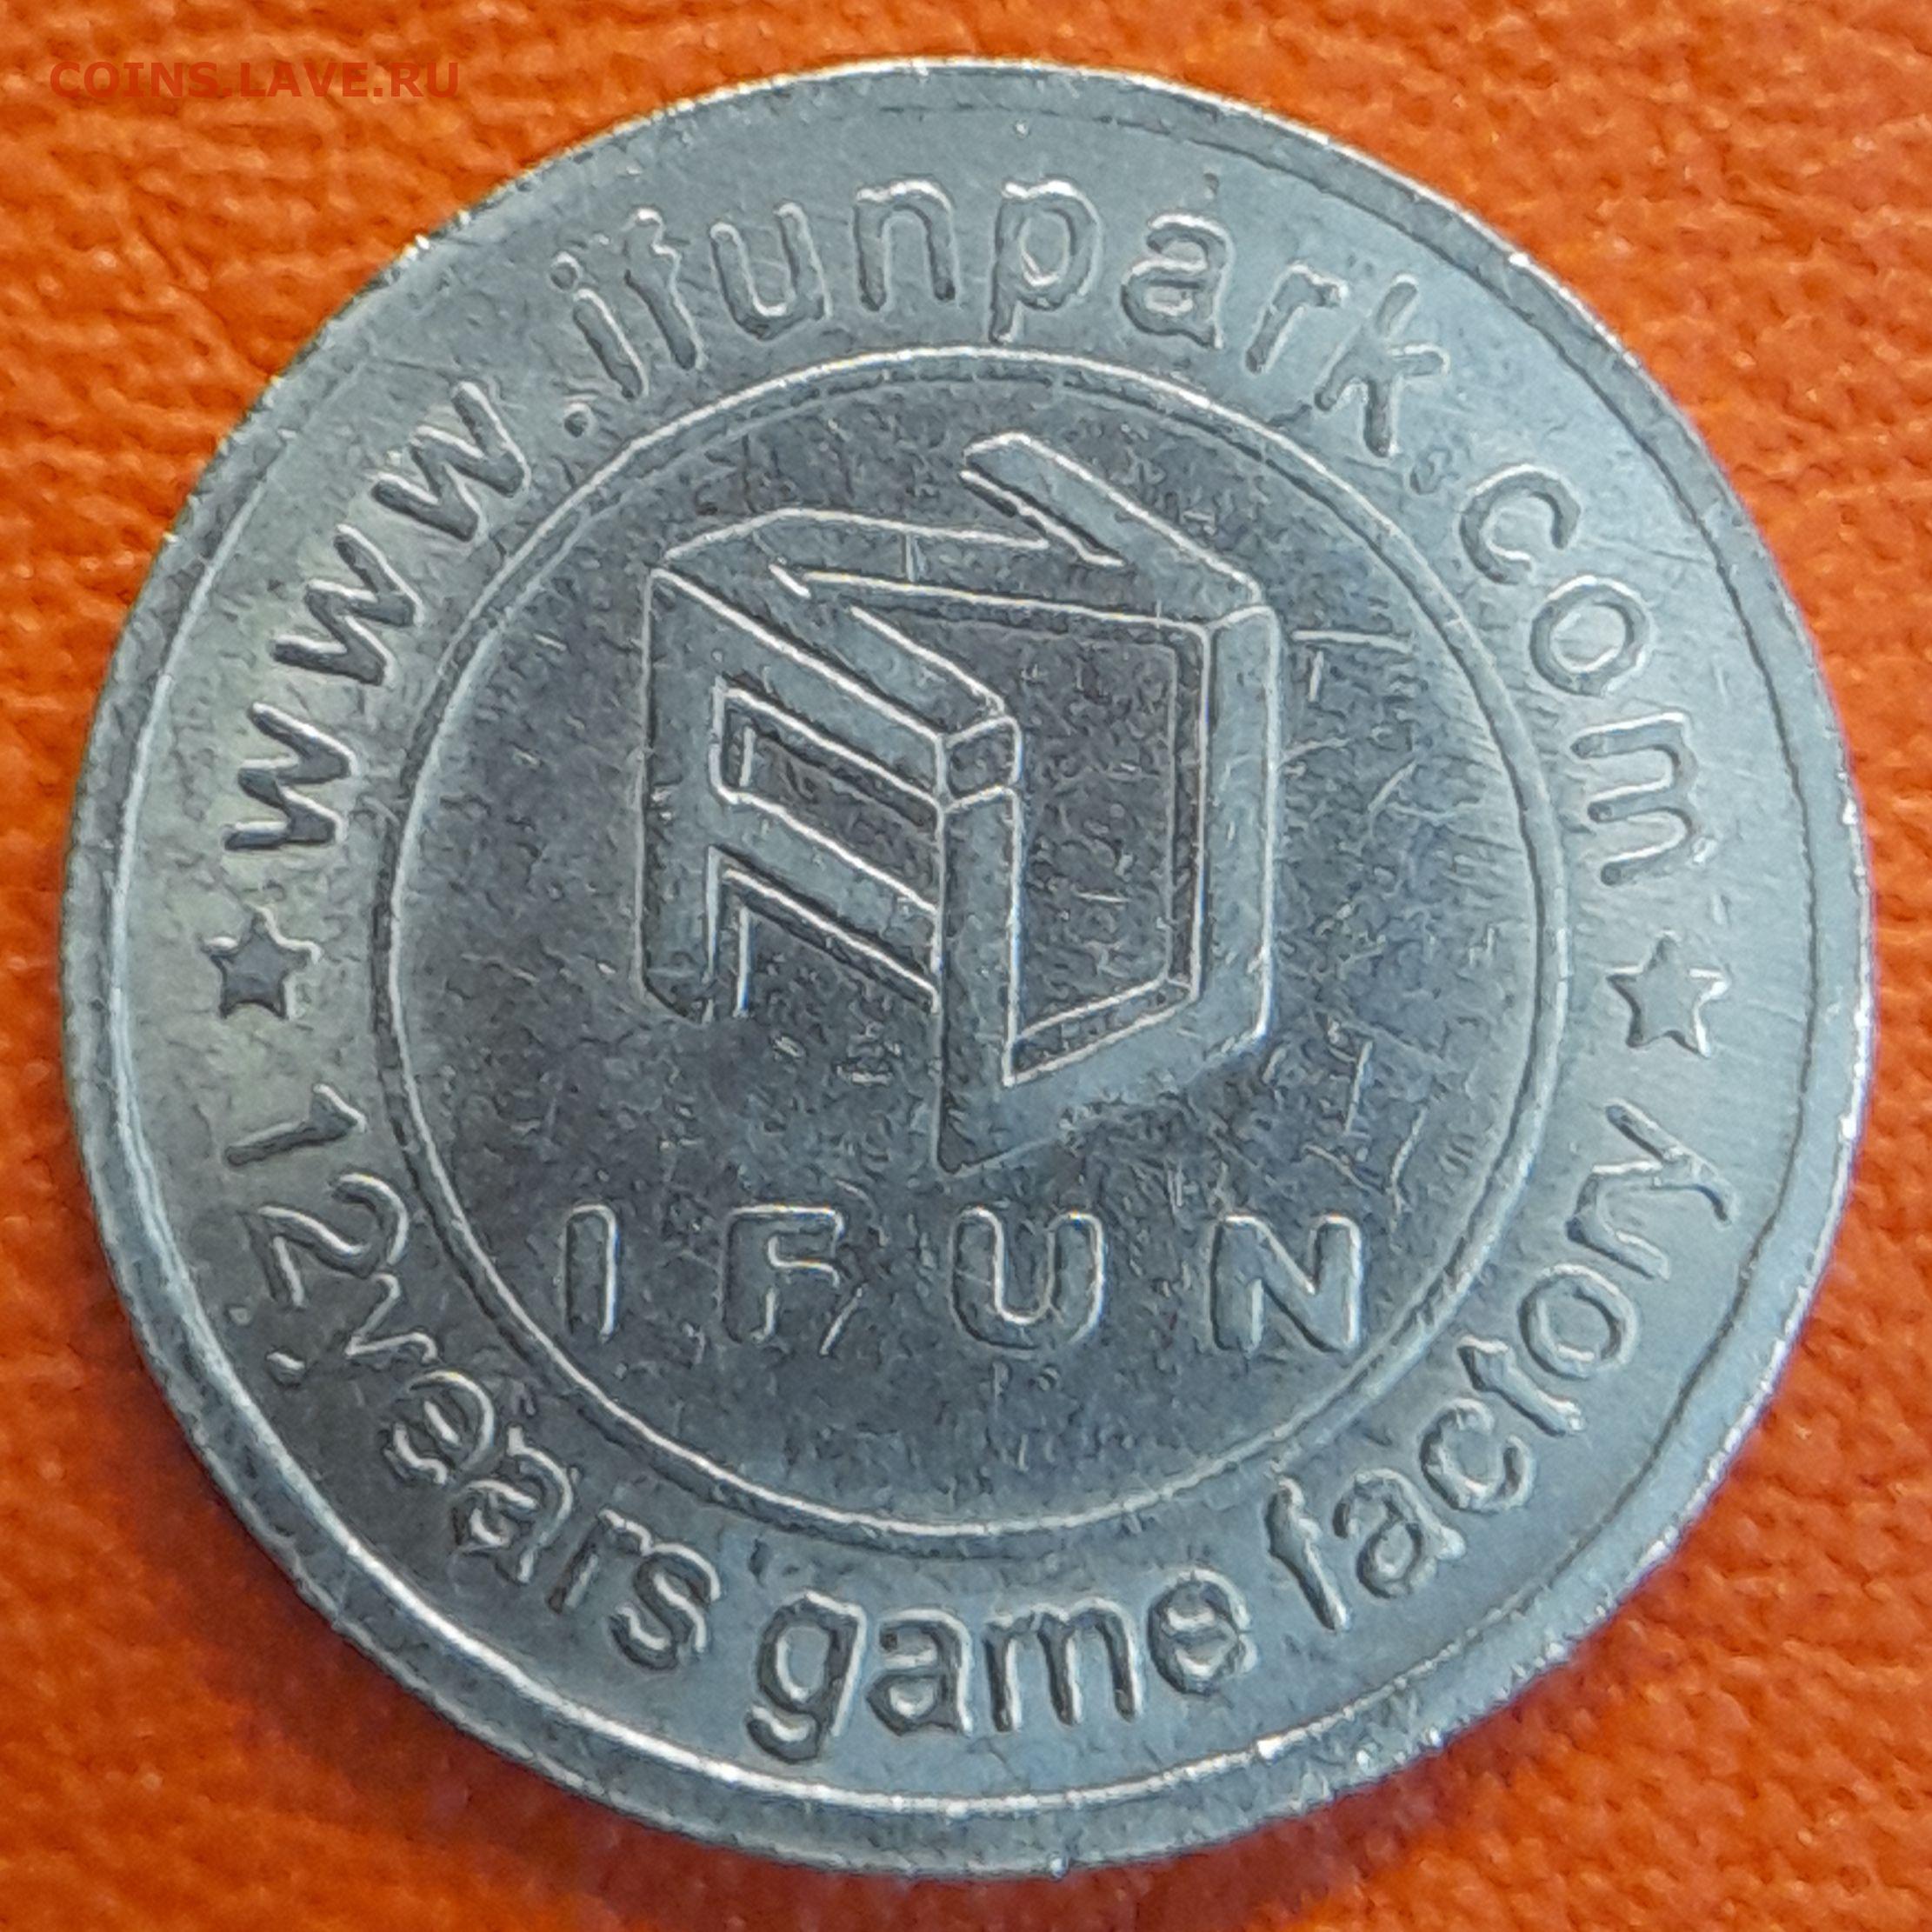 COINS.LAVE.RU
www.ifunpark.com
IFUN
12years game factory